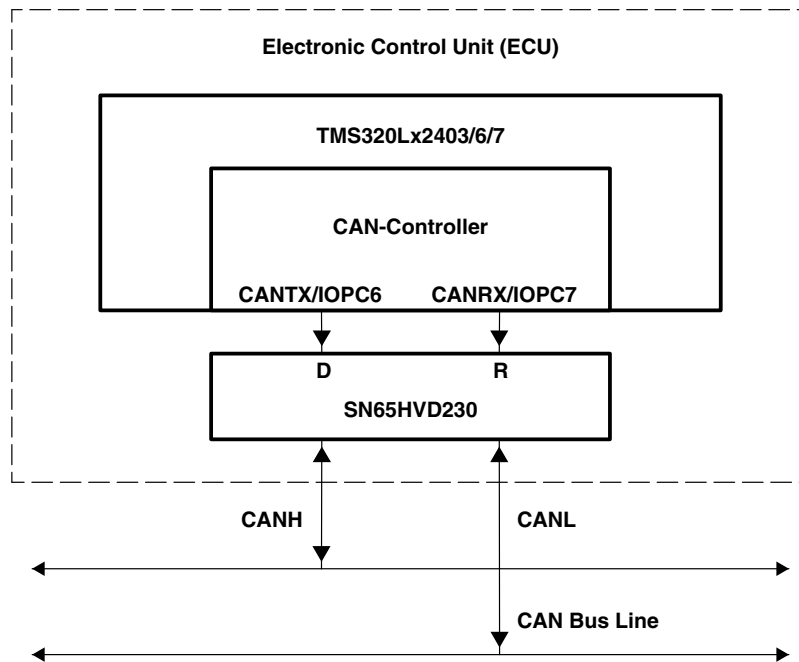 Electronic Control Unit (ECU)
TMS320Lx2403/6/7
CAN-Controller
CANTX/IOPC6 CANRX/IOPC7
D R
SN65HVD230
CANH CANL
CAN Bus Line